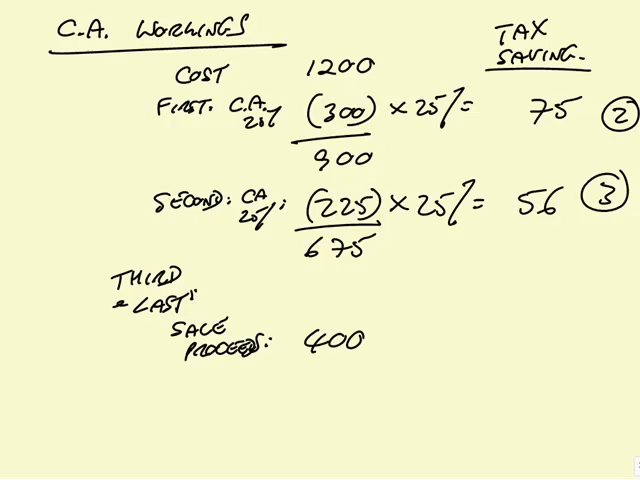 C.A. WORKINGS
TAX SAVING.
COST 1200
FIRST: C.A. 25% (300) × 25% = 75 2
900
SECOND: CA 25%: (225) × 25% = 56 3
675
THIRD
& LAST:
SALE
PROCEEDS: 400